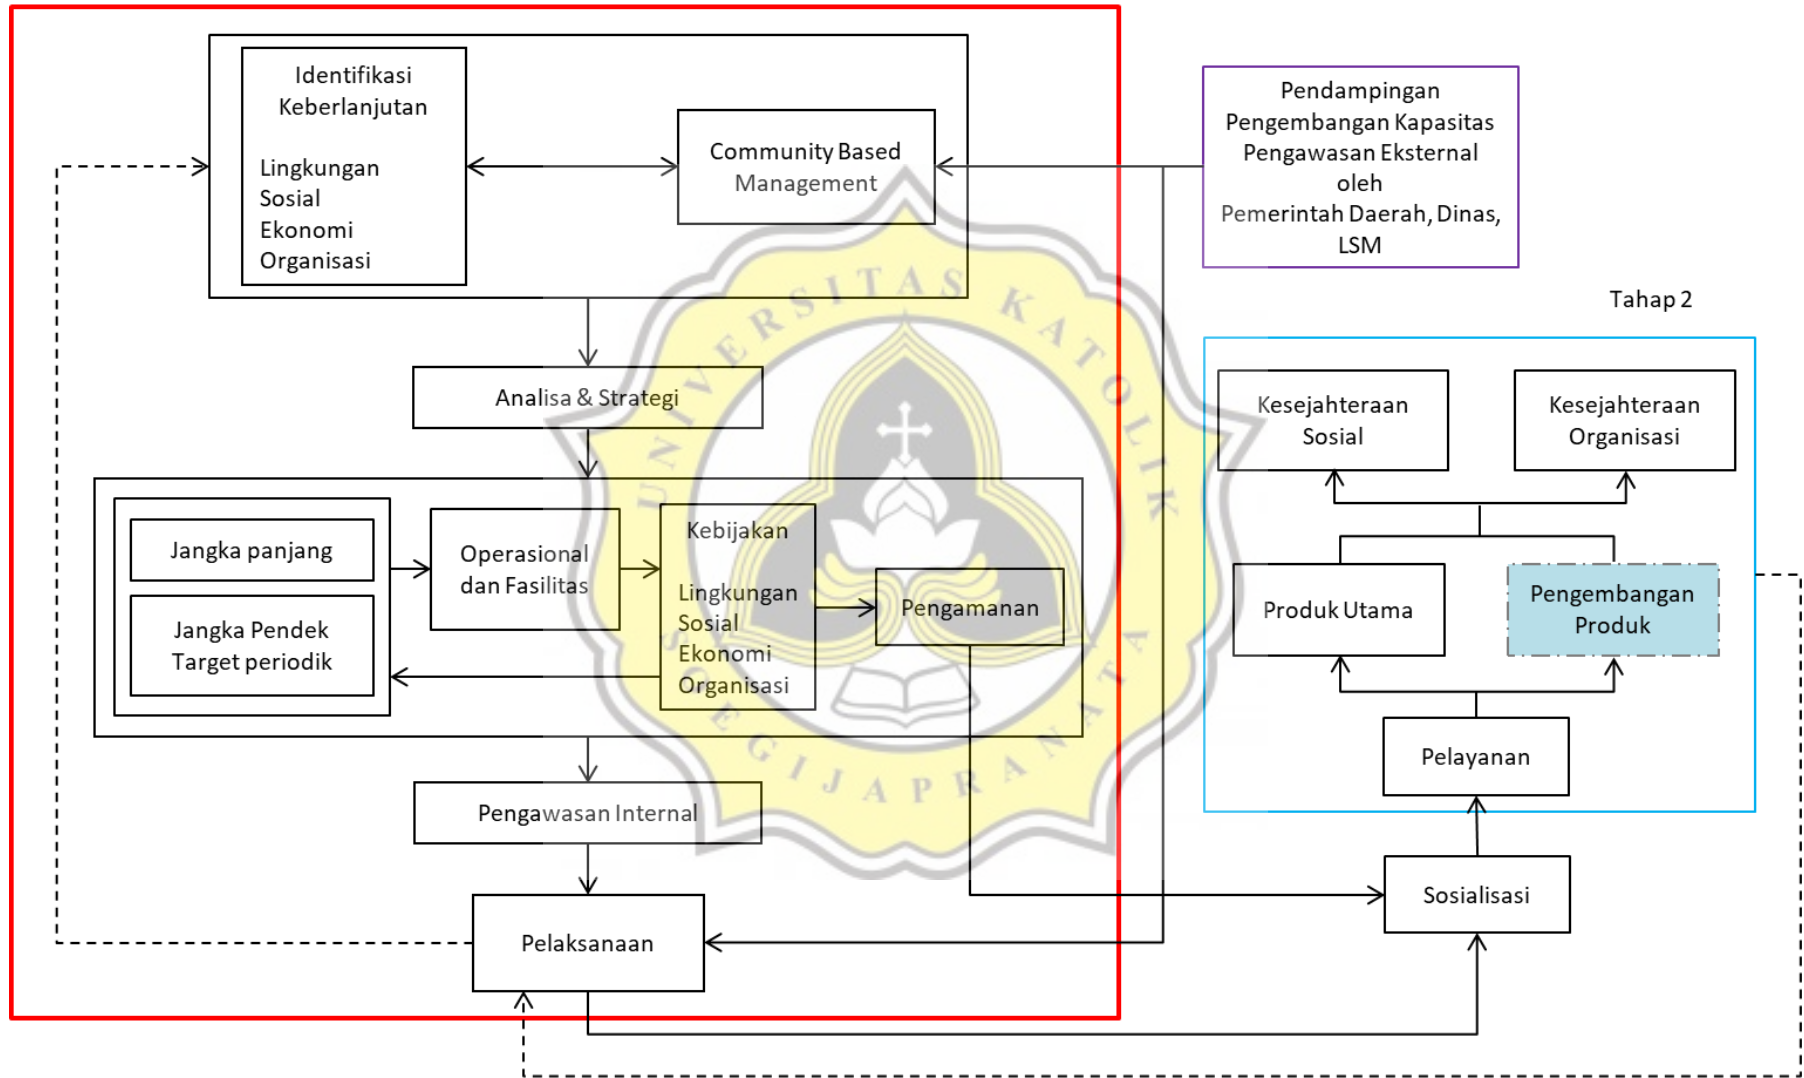 Identifikasi
Keberlanjutan
Lingkungan
Sosial
Ekonomi
Organisasi
Community Based
Management
Pendampingan
Pengembangan Kapasitas
Pengawasan Eksternal
oleh
Pemerintah Daerah, Dinas,
LSM
Analisa & Strategi
Jangka panjang
Jangka Pendek
Target periodik
Operasional
dan Fasilitas
Kebijakan
Lingkungan
Sosial
Ekonomi
Organisasi
Pengamanan
Pengawasan Internal
Pelaksanaan
Tahap 2
Kesejahteraan
Sosial
Kesejahteraan
Organisasi
Produk Utama
Pengembangan
Produk
Pelayanan
Sosialisasi
UNIVERSITAS KATOLIK
SOEGIJAPRANATA